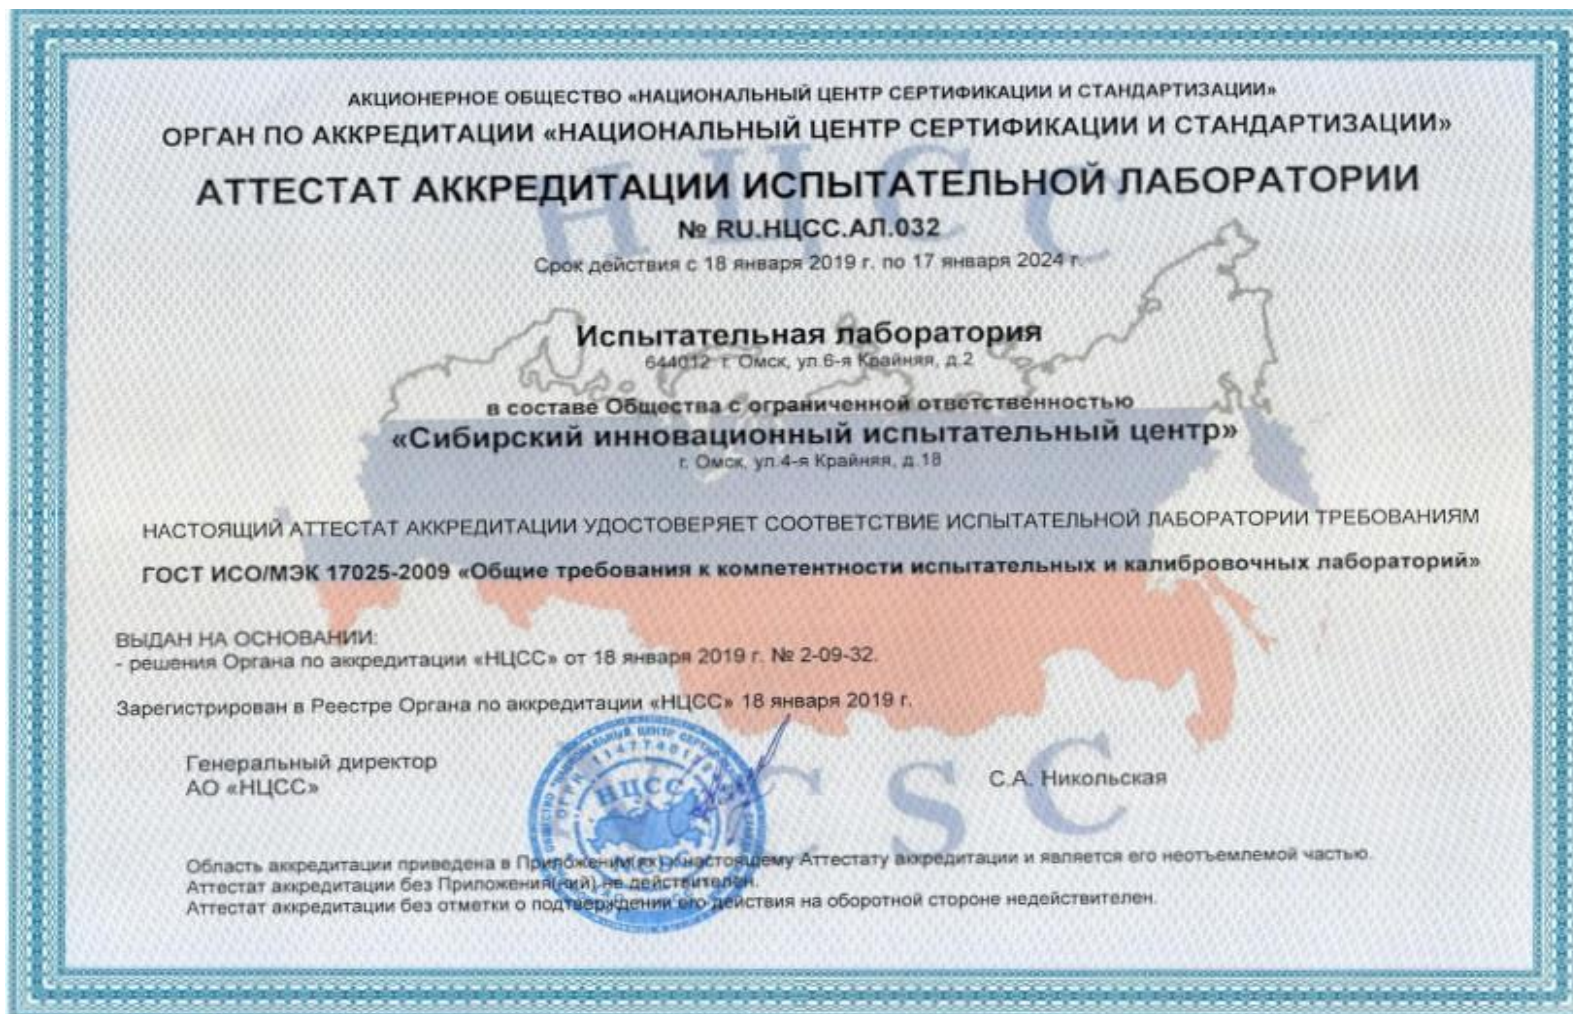 АКЦИОНЕРНОЕ ОБЩЕСТВО «НАЦИОНАЛЬНЫЙ ЦЕНТР СЕРТИФИКАЦИИ И СТАНДАРТИЗАЦИИ»
ОРГАН ПО АККРЕДИТАЦИИ «НАЦИОНАЛЬНЫЙ ЦЕНТР СЕРТИФИКАЦИИ И СТАНДАРТИЗАЦИИ»
НЦСС
АТТЕСТАТ АККРЕДИТАЦИИ ИСПЫТАТЕЛЬНОЙ ЛАБОРАТОРИИ
№ RU.НЦСС.АЛ.032
Срок действия с 18 января 2019 г. по 17 января 2024 г.
Испытательная лаборатория
644012 г. Омск, ул.6-я Крайняя, д.2
в составе Общества с ограниченной ответственностью
«Сибирский инновационный испытательный центр»
г. Омск, ул.4-я Крайняя, д.18
НАСТОЯЩИЙ АТТЕСТАТ АККРЕДИТАЦИИ УДОСТОВЕРЯЕТ СООТВЕТСТВИЕ ИСПЫТАТЕЛЬНОЙ ЛАБОРАТОРИИ ТРЕБОВАНИЯМ
ГОСТ ИСО/МЭК 17025-2009 «Общие требования к компетентности испытательных и калибровочных лабораторий»
ВЫДАН НА ОСНОВАНИИ:
- решения Органа по аккредитации «НЦСС» от 18 января 2019 г. № 2-09-32.
Зарегистрирован в Реестре Органа по аккредитации «НЦСС» 18 января 2019 г.
Генеральный директор
АО «НЦСС»
НЦСС
С.А. Никольская
CSC
Область аккредитации приведена в Приложении(ях) к настоящему Аттестату аккредитации и является его неотъемлемой частью.
Аттестат аккредитации без Приложения(ний) не действителен.
Аттестат аккредитации без отметки о подтверждении его действия на оборотной стороне недействителен.